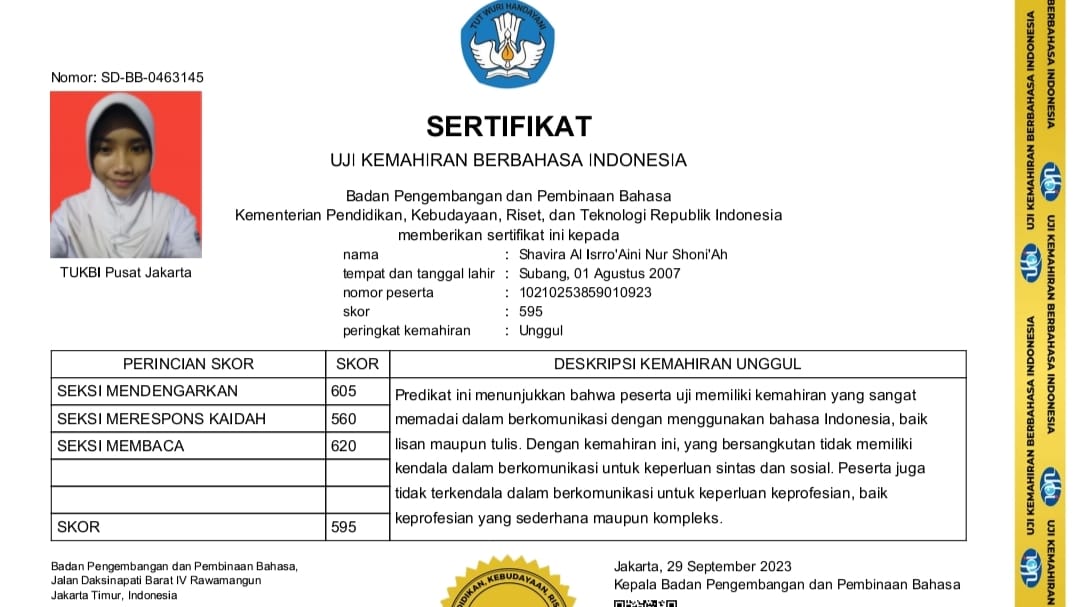 TUT WURI HANDAYANI
Nomor: SD-BB-0463145
SERTIFIKAT
UJI KEMAHIRAN BERBAHASA INDONESIA
Badan Pengembangan dan Pembinaan Bahasa
Kementerian Pendidikan, Kebudayaan, Riset, dan Teknologi Republik Indonesia
memberikan sertifikat ini kepada
nama : Shavira Al Isrro'Aini Nur Shoni'Ah
tempat dan tanggal lahir : Subang, 01 Agustus 2007
nomor peserta : 10210253859010923
skor : 595
peringkat kemahiran : Unggul
TUKBI Pusat Jakarta
PERINCIAN SKOR SKOR DESKRIPSI KEMAHIRAN UNGGUL
SEKSI MENDENGARKAN 605
SEKSI MERESPONS KAIDAH 560
SEKSI MEMBACA 620
SKOR 595
Predikat ini menunjukkan bahwa peserta uji memiliki kemahiran yang sangat
memadai dalam berkomunikasi dengan menggunakan bahasa Indonesia, baik
lisan maupun tulis. Dengan kemahiran ini, yang bersangkutan tidak memiliki
kendala dalam berkomunikasi untuk keperluan sintas dan sosial. Peserta juga
tidak terkendala dalam berkomunikasi untuk keperluan keprofesian, baik
keprofesian yang sederhana maupun kompleks.
Badan Pengembangan dan Pembinaan Bahasa,
Jalan Daksinapati Barat IV Rawamangun
Jakarta Timur, Indonesia
KEBUDAYAAN,
Jakarta, 29 September 2023
Kepala Badan Pengembangan dan Pembinaan Bahasa
UJI KEMAHIRAN BERBAHASA INDONESIA
UJI KEMAHIRAN BERBAHASA INDONESIA
BERBAHASA INDONESIA
UJI KEMAHIRAN BERBAHASA INDONESIA
UJI KEMAHIRAN